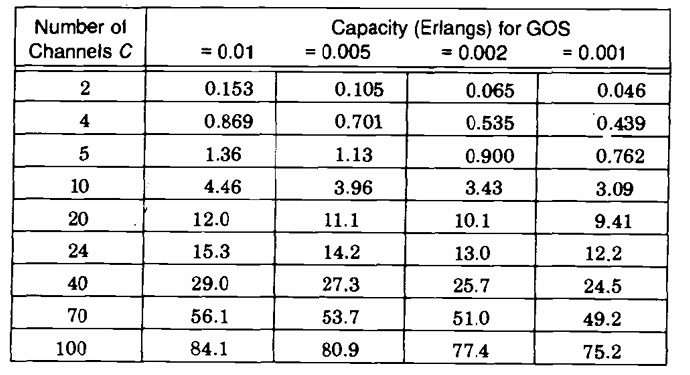 Number of Capacity (Erlangs) for GOS
Channels C = 0.01 = 0.005 = 0.002 = 0.001
2 0.153 0.105 0.065 0.046
4 0.869 0.701 0.535 0.439
5 1.36 1.13 0.900 0.762
10 4.46 3.96 3.43 3.09
20 12.0 11.1 10.1 9.41
24 15.3 14.2 13.0 12.2
40 29.0 27.3 25.7 24.5
70 56.1 53.7 51.0 49.2
100 84.1 80.9 77.4 75.2